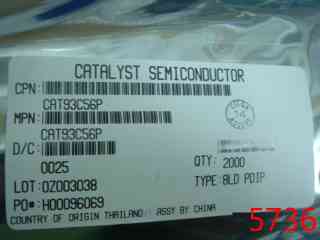 CATALYST SEMICONDUCTOR
CPN:
CAT93C56P
MPN:
CAT93C56P
D/C:
0025
QTY: 2000
LOT: OZ003038
TYPE: 8LD PDIP
PO#: H00096069
COUNTRY OF ORIGIN THAILAND: ASSY BY CHINA
5736